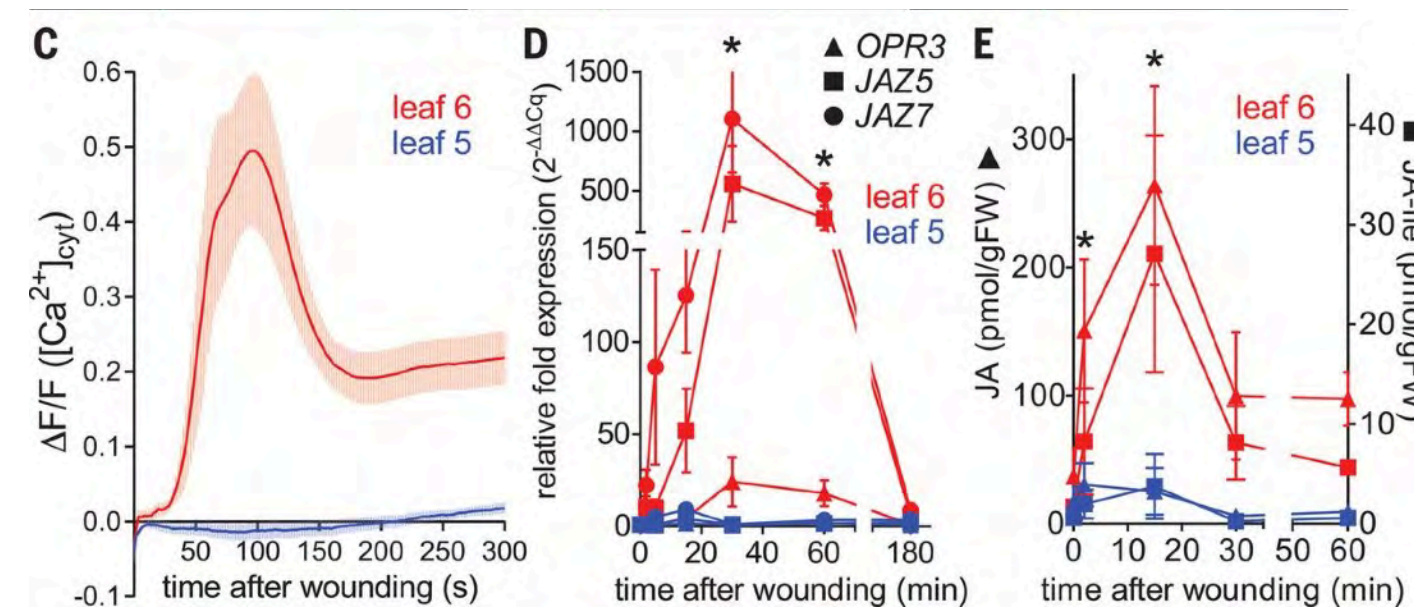 C
0.6
0.5
0.4
0.3
0.2
0.1
0.0
-0.1
ΔF/F ([Ca2+]cyt)
leaf 6
leaf 5
50 100 150 200 250 300
time after wounding (s)
D
*
*
OPR3
JAZ5
JAZ7
1500
1000
500
150
100
50
0
relative fold expression (2-ΔΔCq)
leaf 6
leaf 5
0 20 40 60 180
time after wounding (min)
E
*
*
leaf 6
leaf 5
300
200
100
0
JA (pmol/gFW)
40
30
20
10
0
JA-Ile (pmol/gFW)
0 10 20 30 50 60
time after wounding (min)